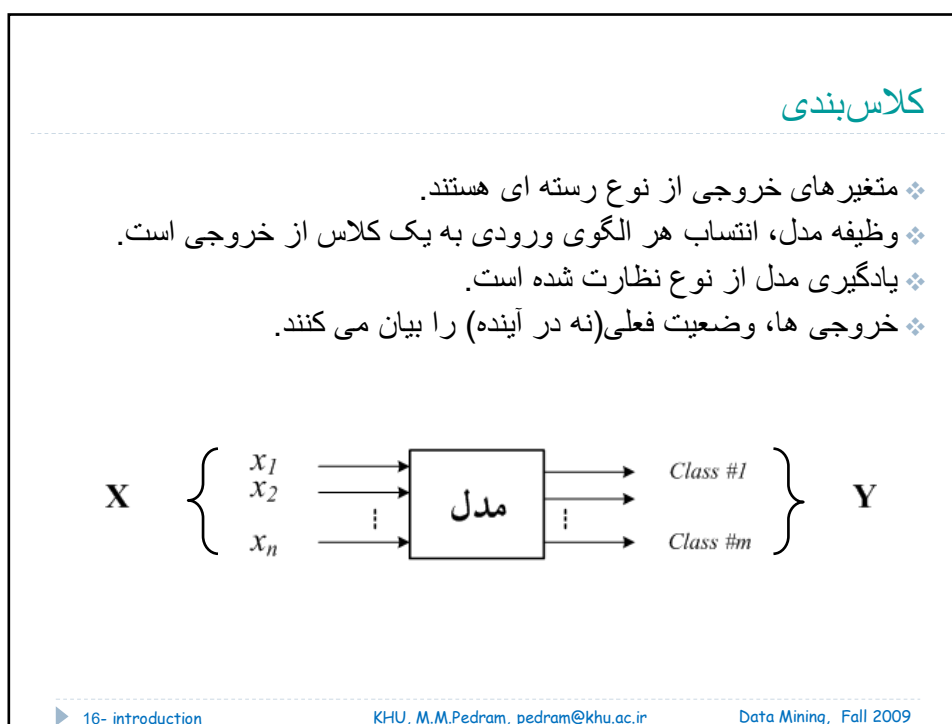 کلاس‌بندی
متغیرهای خروجی از نوع رسته ای هستند.
وظیفه مدل، انتساب هر الگوی ورودی به یک کلاس از خروجی است.
یادگیری مدل از نوع نظارت شده است.
خروجی ها، وضعیت فعلی(نه در آینده) را بیان می کنند.
X { x1 مدل Class #1 } Y
x2
xn Class #m
16- introduction KHU, M.M.Pedram, pedram@khu.ac.ir Data Mining, Fall 2009